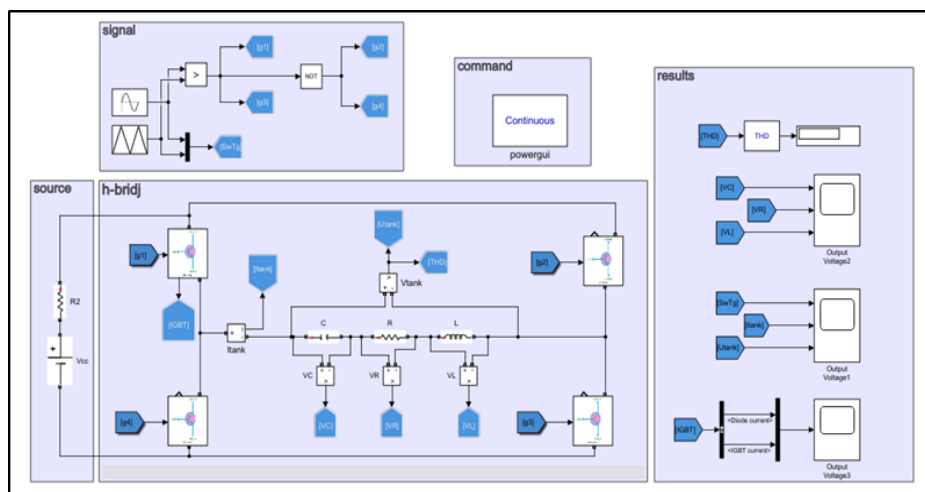 signal
[g1]
[g2]
>
NOT
[g3]
[g4]
[SwTg]
command
Continuous
powergui
results
[THD]
THD
[VC]
[VR]
[VL]
Output
Voltage2
[SwTg]
[Itank]
[Utank]
Output
Voltage1
<Diode current>
[IGBT]
<IGBT current>
Output
Voltage3
source
R2
+
Vcc
h-bridj
[g1]
[Utank]
[Itank]
[THD]
[g2]
Vtank
[IGBT]
Itank
C
R
L
VC
VR
VL
[g4]
[VC]
[VR]
[VL]
[g3]